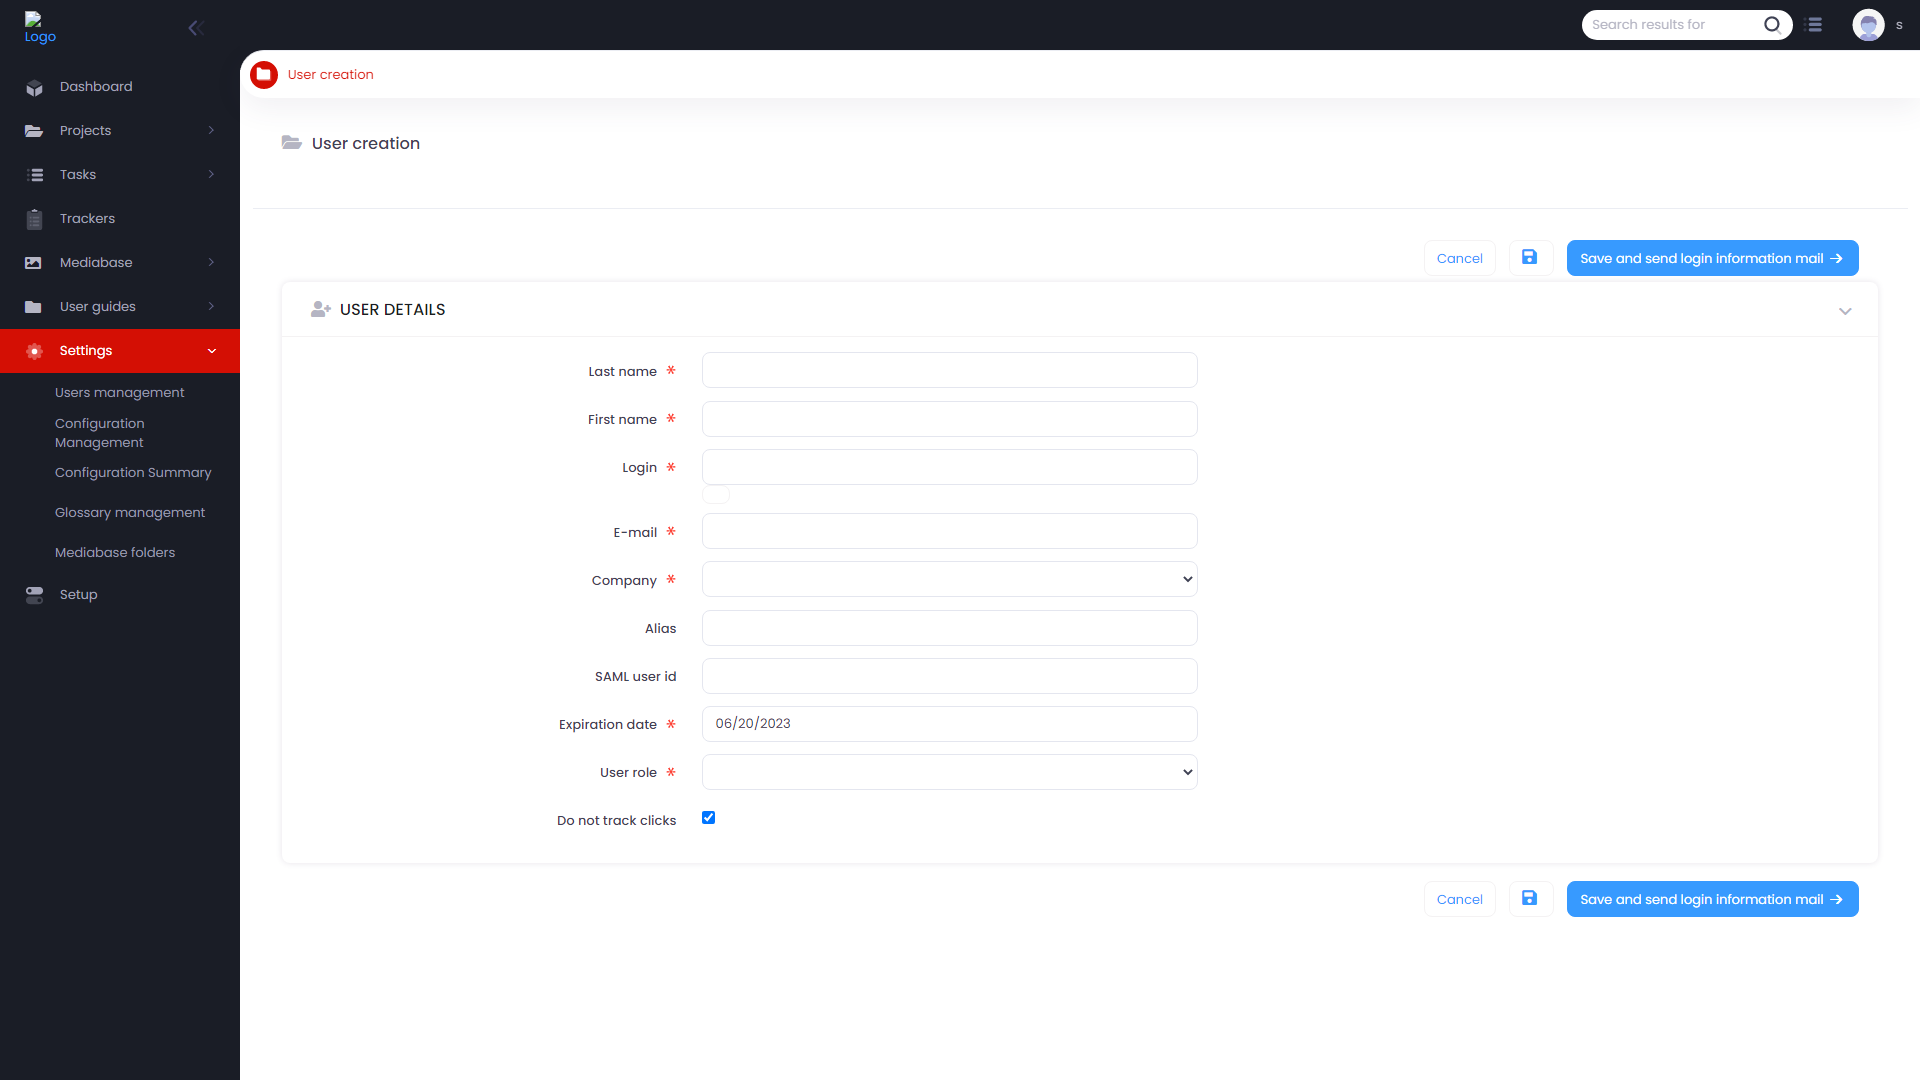 Logo
Search results for
s
Dashboard
Projects
Tasks
Trackers
Mediabase
User guides
Settings
Users management
Configuration
Management
Configuration Summary
Glossary management
Mediabase folders
Setup
User creation
User creation
Cancel
Save and send login information mail
USER DETAILS
Last name *
First name *
Login *
E-mail *
Company *
Alias
SAML user id
Expiration date * 06/20/2023
User role *
Do not track clicks
Cancel
Save and send login information mail